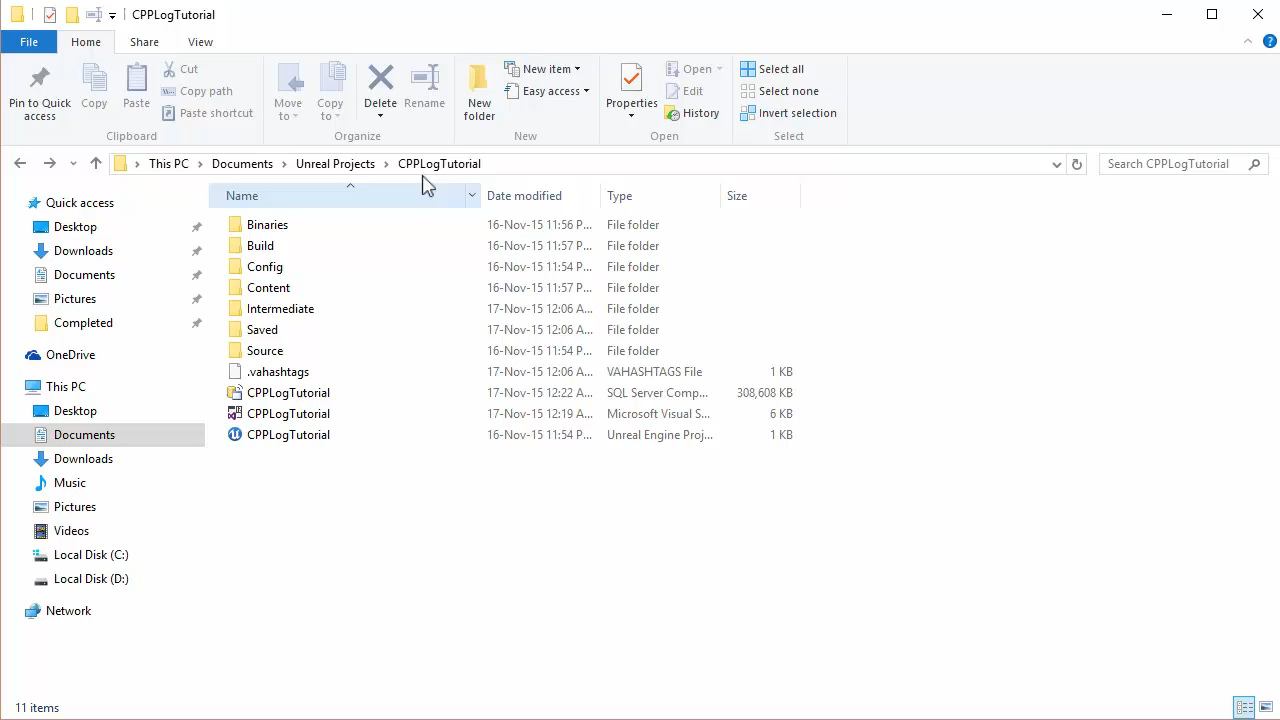 CPPLogTutorial
File Home Share View
Pin to Quick access
Copy
Paste
Cut
Copy path
Paste shortcut
Clipboard
Move to
Copy to
Delete
Rename
Organize
New folder
New item
Easy access
New
Properties
Open
Edit
History
Open
Select all
Select none
Invert selection
Select
This PC Documents Unreal Projects CPPLogTutorial
Search CPPLogTutorial
Quick access
Desktop
Downloads
Documents
Pictures
Completed
OneDrive
This PC
Desktop
Documents
Downloads
Music
Pictures
Videos
Local Disk (C:)
Local Disk (D:)
Network
Name Date modified Type Size
Binaries 16-Nov-15 11:56 P... File folder
Build 16-Nov-15 11:57 P... File folder
Config 16-Nov-15 11:54 P... File folder
Content 16-Nov-15 11:57 P... File folder
Intermediate 17-Nov-15 12:06 A... File folder
Saved 17-Nov-15 12:06 A... File folder
Source 16-Nov-15 11:54 P... File folder
.vahashtags 17-Nov-15 12:06 A... VAHASHTAGS File 1 KB
CPPLogTutorial 17-Nov-15 12:22 A... SQL Server Comp... 308,608 KB
CPPLogTutorial 17-Nov-15 12:19 A... Microsoft Visual S... 6 KB
CPPLogTutorial 16-Nov-15 11:54 P... Unreal Engine Proj... 1 KB
11 items